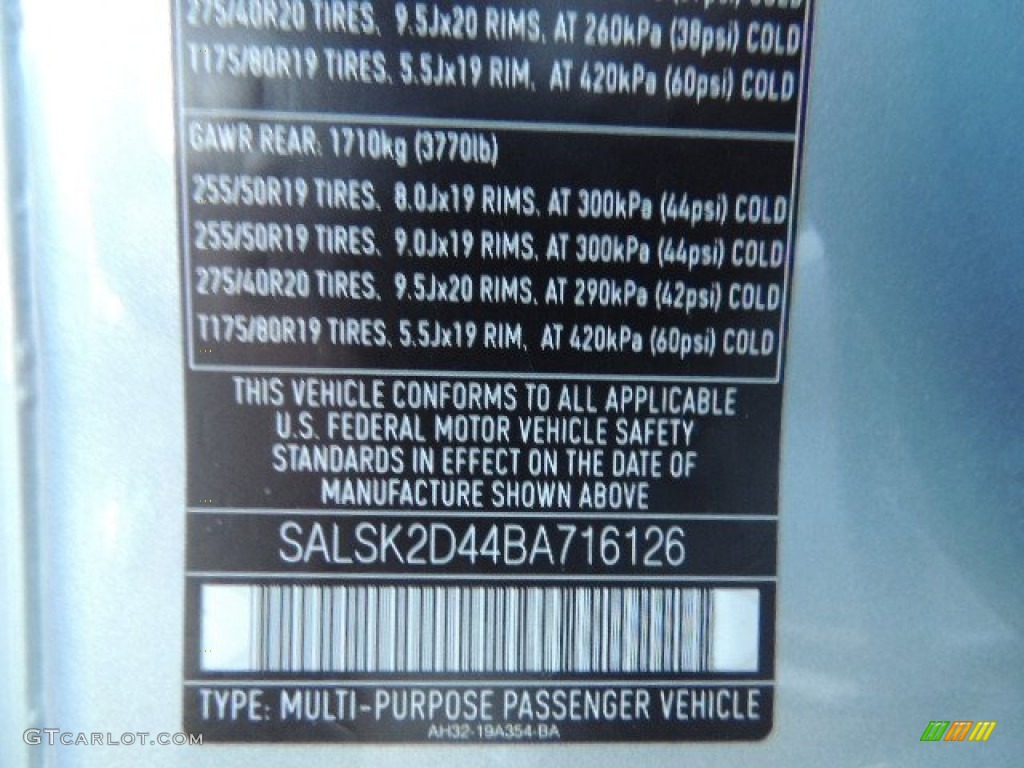 275/40R20 TIRES, 9.5Jx20 RIMS, AT 260kPa (38psi) COLD
T175/80R19 TIRES, 5.5Jx19 RIM, AT 420kPa (60psi) COLD
GAWR REAR: 1710kg (3770lb)
255/50R19 TIRES, 8.0Jx19 RIMS, AT 300kPa (44psi) COLD
255/50R19 TIRES, 9.0Jx19 RIMS, AT 300kPa (44psi) COLD
275/40R20 TIRES, 9.5Jx20 RIMS, AT 290kPa (42psi) COLD
T175/80R19 TIRES, 5.5Jx19 RIM, AT 420kPa (60psi) COLD
THIS VEHICLE CONFORMS TO ALL APPLICABLE
U.S. FEDERAL MOTOR VEHICLE SAFETY
STANDARDS IN EFFECT ON THE DATE OF
MANUFACTURE SHOWN ABOVE
SALSK2D44BA716126
TYPE: MULTI-PURPOSE PASSENGER VEHICLE
AH32-19A354-BA
GTCarLot.com